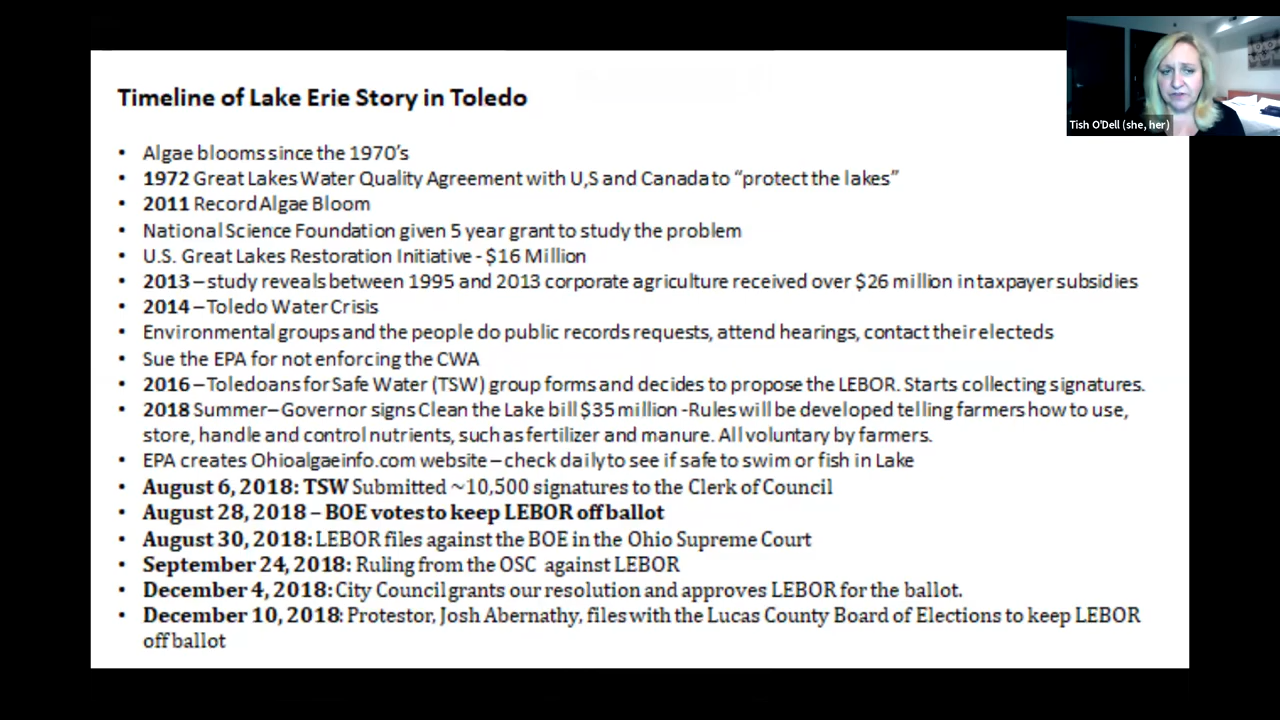 Timeline of Lake Erie Story in Toledo
Tish O'Dell (she, her)
• Algae blooms since the 1970's
• 1972 Great Lakes Water Quality Agreement with U,S and Canada to “protect the lakes”
• 2011 Record Algae Bloom
• National Science Foundation given 5 year grant to study the problem
• U.S. Great Lakes Restoration Initiative - $16 Million
• 2013 – study reveals between 1995 and 2013 corporate agriculture received over $26 million in taxpayer subsidies
• 2014 – Toledo Water Crisis
• Environmental groups and the people do public records requests, attend hearings, contact their electeds
• Sue the EPA for not enforcing the CWA
• 2016 – Toledoans for Safe Water (TSW) group forms and decides to propose the LEBOR. Starts collecting signatures.
• 2018 Summer– Governor signs Clean the Lake bill $35 million -Rules will be developed telling farmers how to use,
store, handle and control nutrients, such as fertilizer and manure. All voluntary by farmers.
• EPA creates Ohioalgaeinfo.com website – check daily to see if safe to swim or fish in Lake
• August 6, 2018: TSW Submitted ~10,500 signatures to the Clerk of Council
• August 28, 2018 – BOE votes to keep LEBOR off ballot
• August 30, 2018: LEBOR files against the BOE in the Ohio Supreme Court
• September 24, 2018: Ruling from the OSC against LEBOR
• December 4, 2018: City Council grants our resolution and approves LEBOR for the ballot.
• December 10, 2018: Protestor, Josh Abernathy, files with the Lucas County Board of Elections to keep LEBOR
off ballot